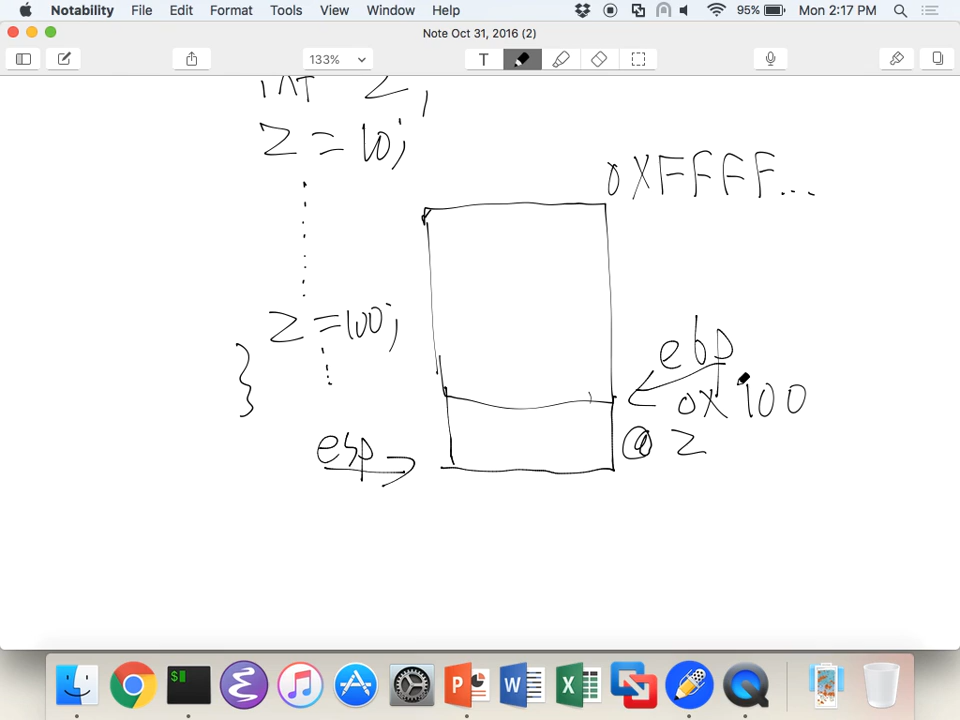 Notability File Edit Format Tools View Window Help 95% Mon 2:17 PM
Note Oct 31, 2016 (2)
133% T
int z;
z = 10;
0XFFFF...
z = 100;
}
ebp
0x100
esp
@ z
$
P W X